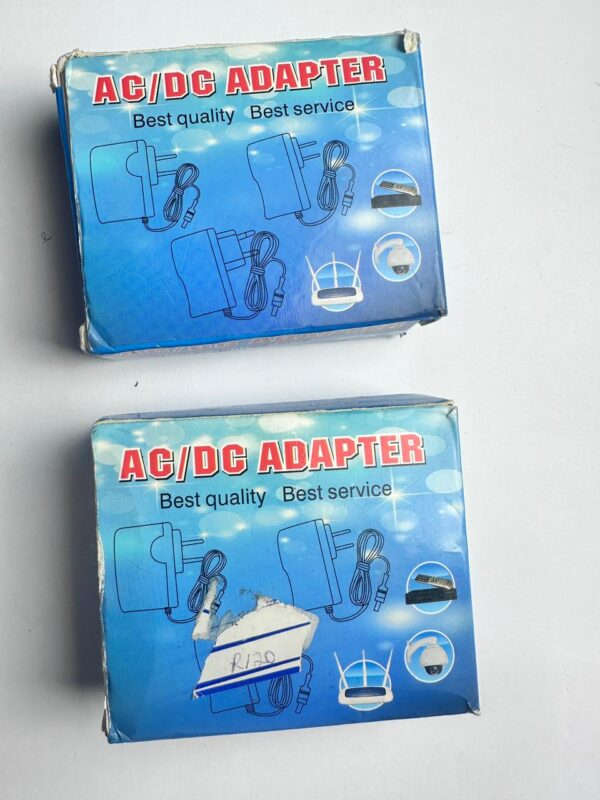 AC/DC ADAPTER
Best quality Best service
AC/DC ADAPTER
Best quality Best service
R120